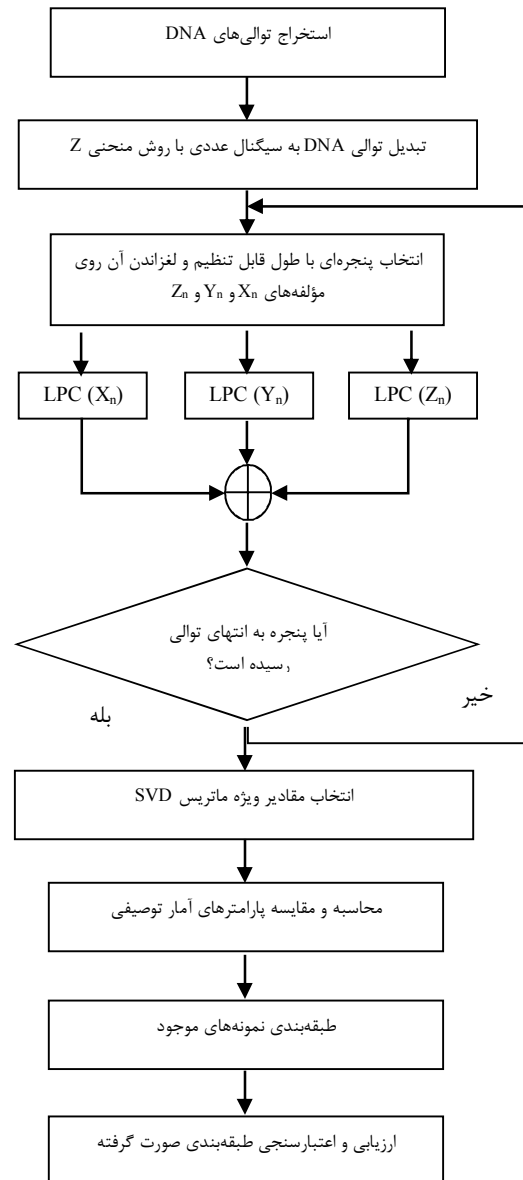 استخراج توالی‌های DNA
تبدیل توالی DNA به سیگنال عددی با روش منحنی Z
انتخاب پنجره‌ای با طول قابل تنظیم و لغزاندن آن روی
مؤلفه‌های Xn و Yn و Zn
LPC (Xn)
LPC (Yn)
LPC (Zn)
آیا پنجره به انتهای توالی
رسیده است؟
خیر
بله
انتخاب مقادیر ویژه ماتریس SVD
محاسبه و مقایسه پارامترهای آمار توصیفی
طبقه‌بندی نمونه‌های موجود
ارزیابی و اعتبارسنجی طبقه‌بندی صورت گرفته